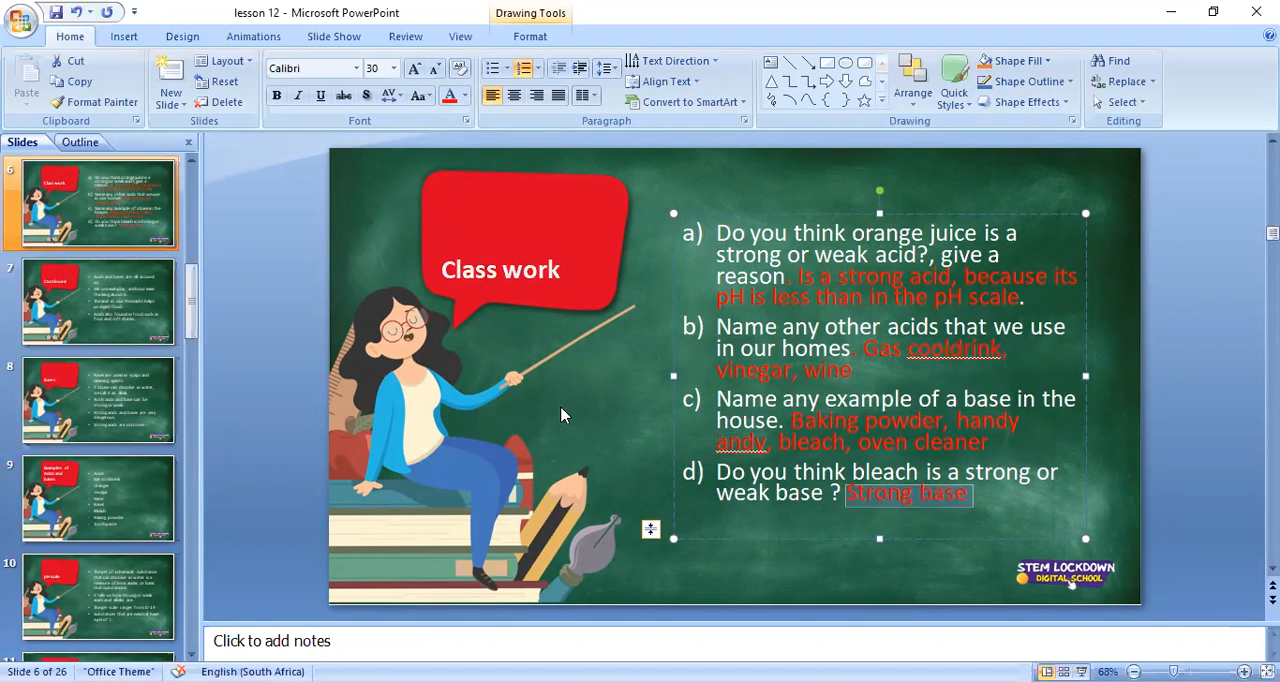 lesson 12 - Microsoft PowerPoint
Drawing Tools
Home Insert Design Animations Slide Show Review View Format
Paste
Cut
Copy
Format Painter
Clipboard
New Slide
Layout
Reset
Delete
Slides
Calibri 30
B I U abc S AV Aa A
Font
Text Direction
Align Text
Convert to SmartArt
Paragraph
Arrange
Quick Styles
Shape Fill
Shape Outline
Shape Effects
Drawing
Find
Replace
Select
Editing
Slides Outline
6
7
8
9
10
Class work
a) Do you think orange juice is a
strong or weak acid?, give a
reason. Is a strong acid, because its
pH is less than in the pH scale.
b) Name any other acids that we use
in our homes. Gas cooldrink,
vinegar, wine
c) Name any example of a base in the
house. Baking powder, handy
andy, bleach, oven cleaner
d) Do you think bleach is a strong or
weak base ? Strong base
STEM LOCKDOWN
DIGITAL SCHOOL
Click to add notes
Slide 6 of 26 "Office Theme" English (South Africa) 68%